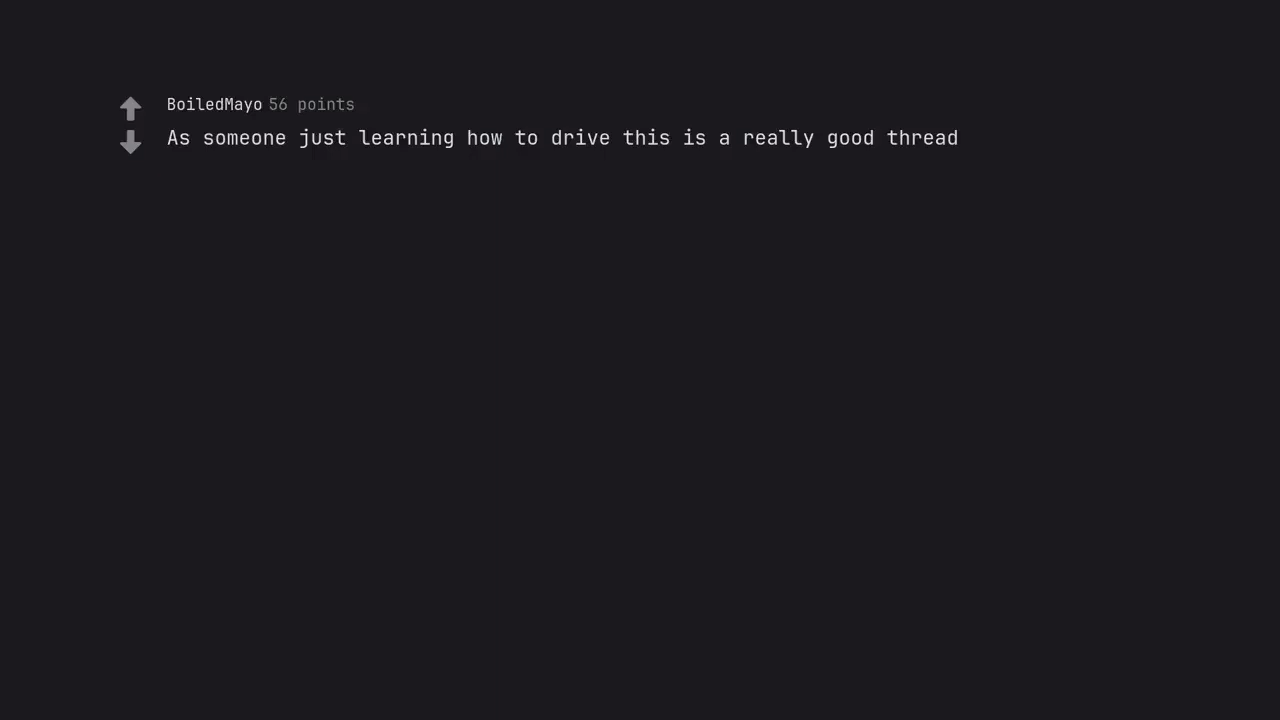 BoiledMayo 56 points
As someone just learning how to drive this is a really good thread